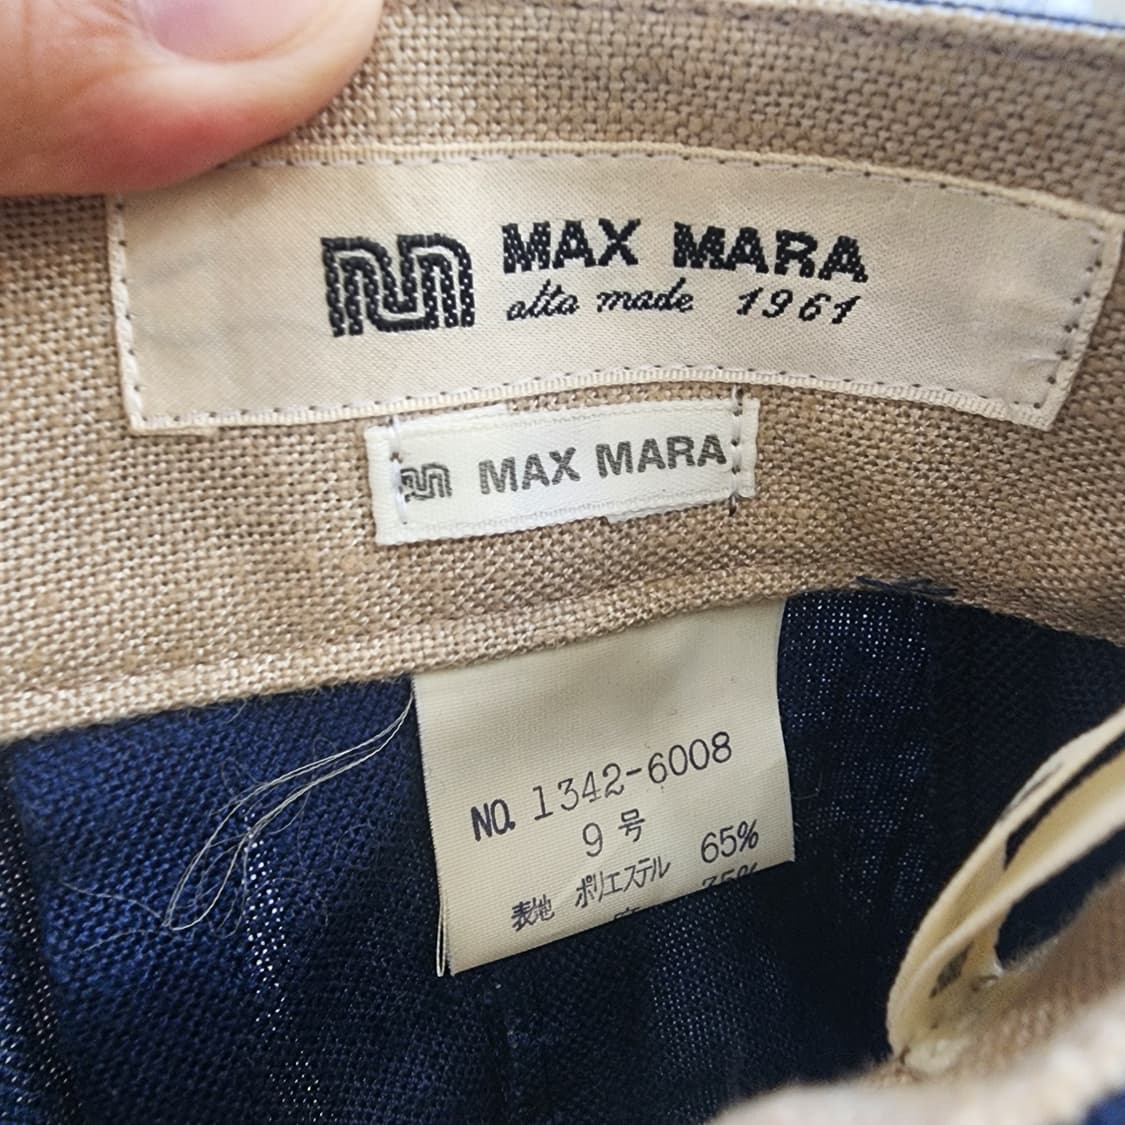 MAX MARA
alta made 1961
MAX MARA
NO. 1342-6008
9号
表地 ポリエステル 65%